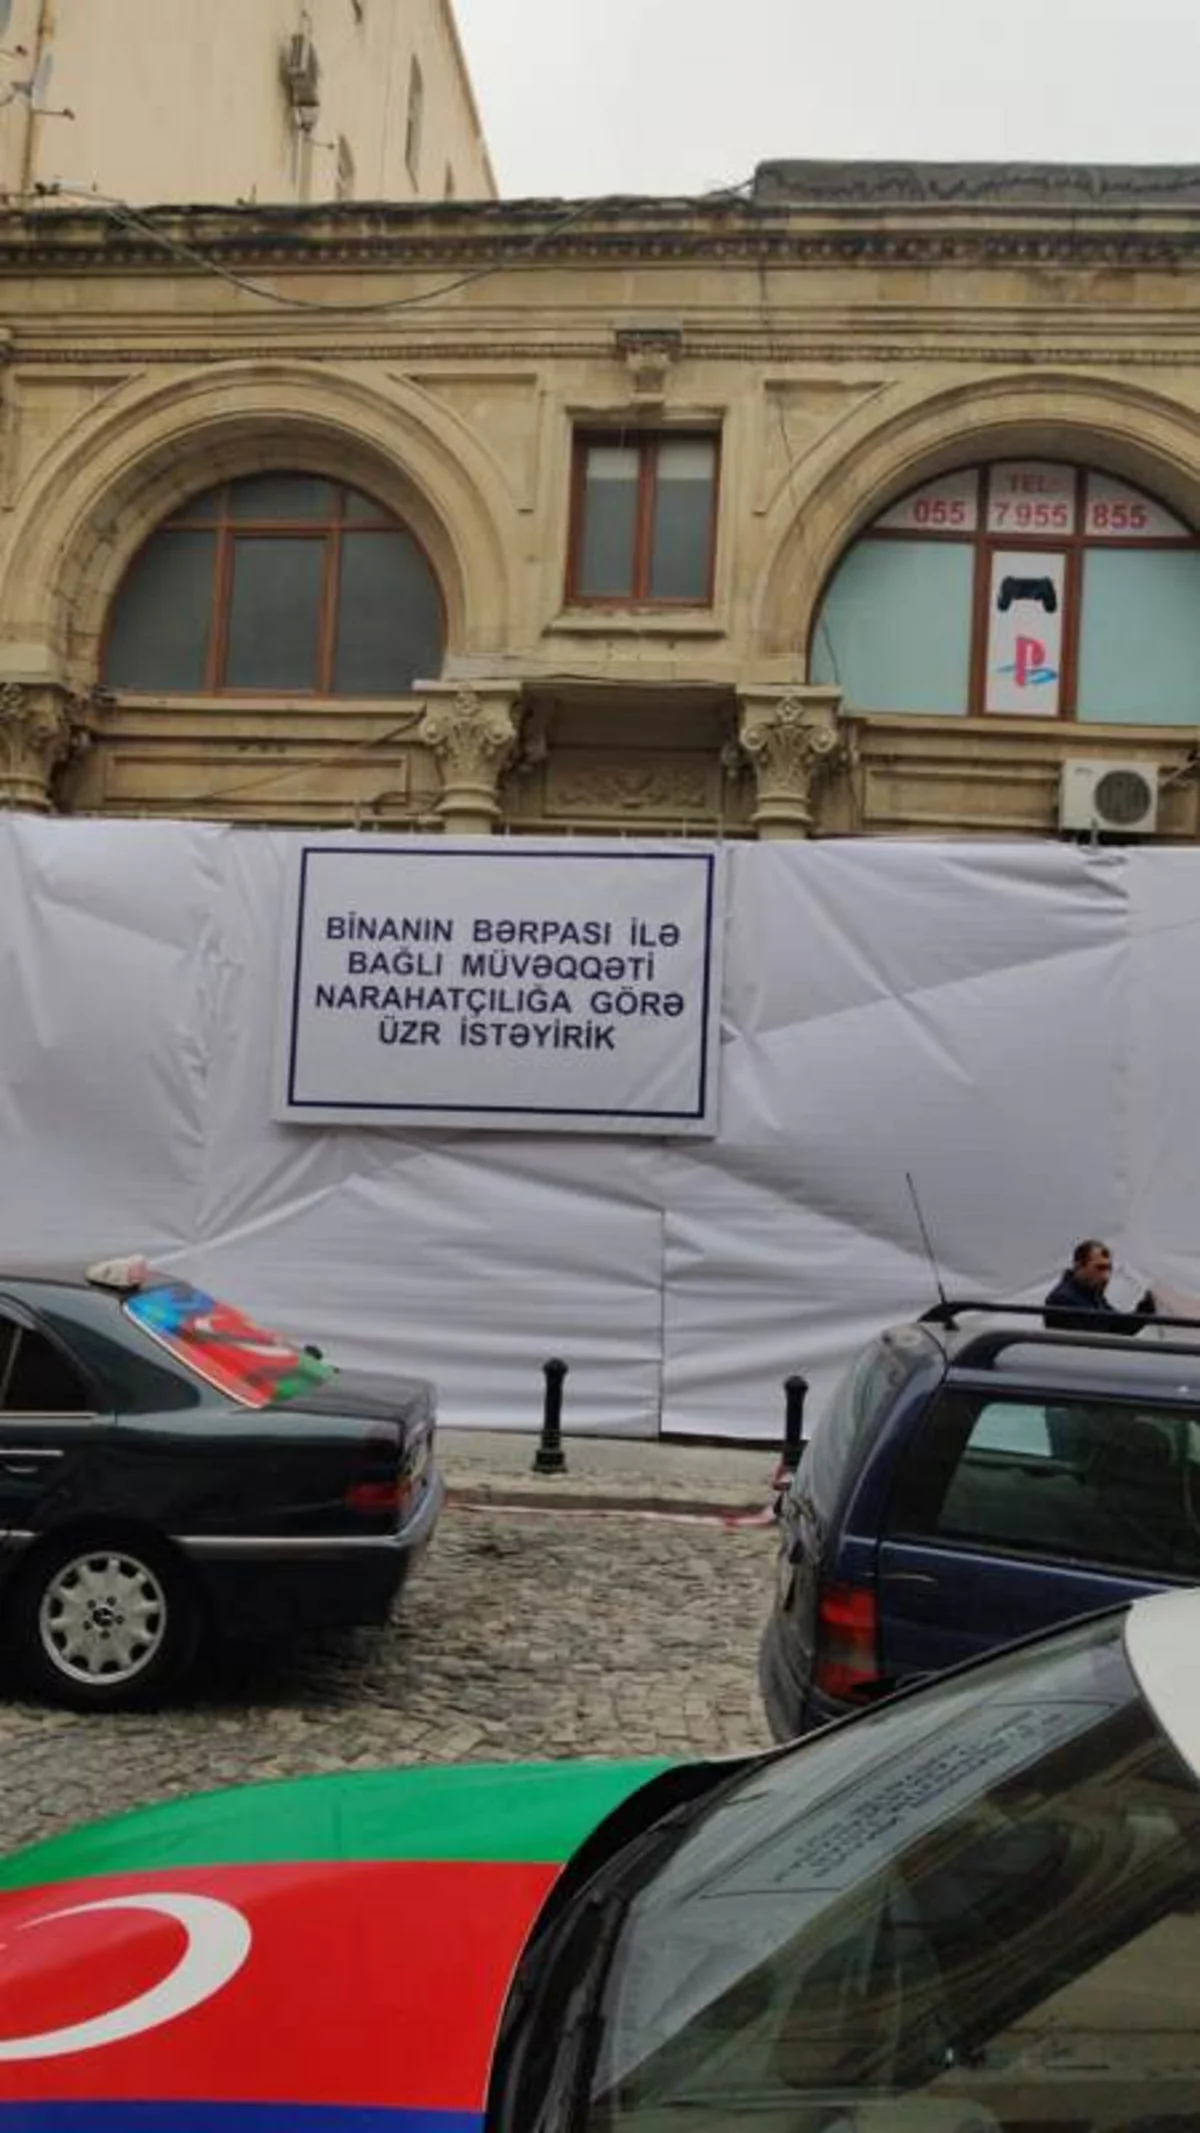 TEL:
055 7955 855
BİNANIN BƏRPASI İLƏ
BAĞLI MÜVƏQQƏTİ
NARAHATÇILIĞA GÖRƏ
ÜZR İSTƏYİRİK